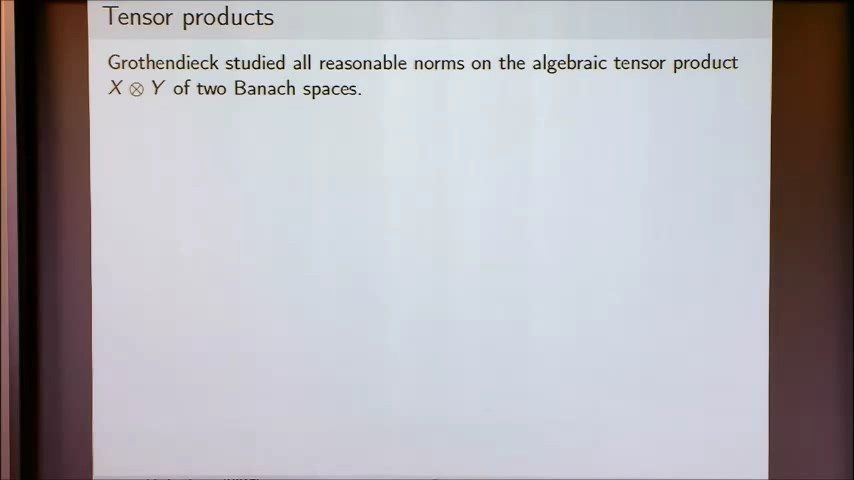 Tensor products
Grothendieck studied all reasonable norms on the algebraic tensor product
X ⊗ Y of two Banach spaces.